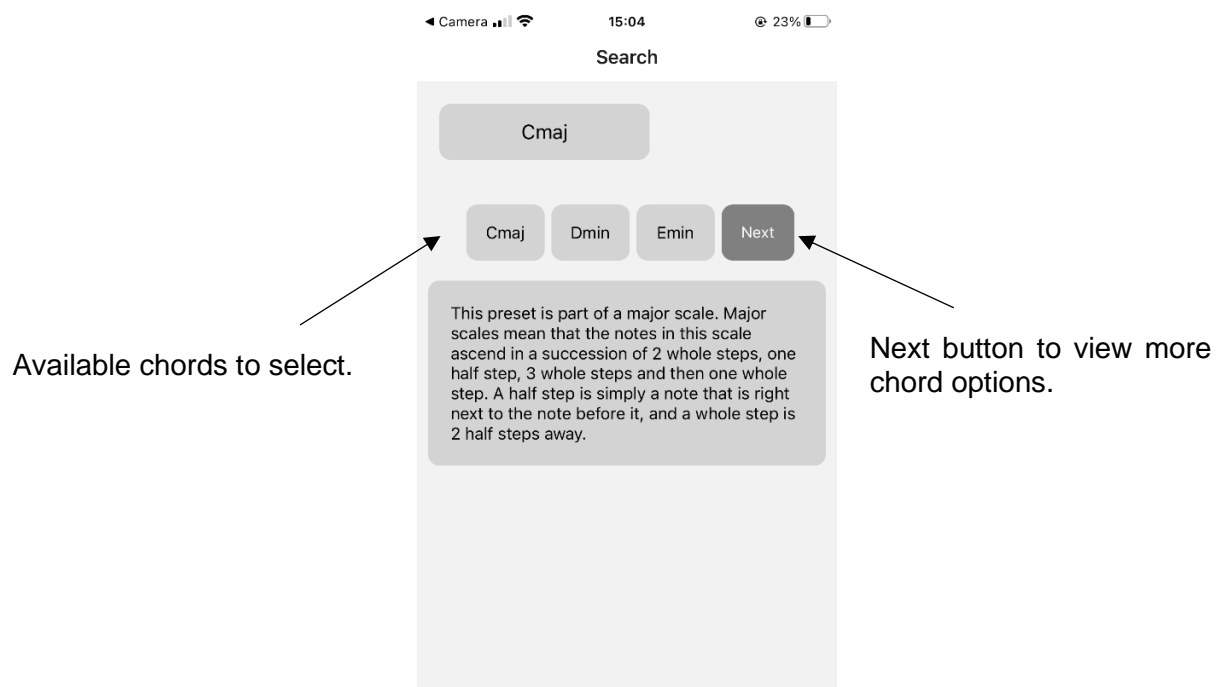 Camera 15:04 23%
Search
Cmaj
Cmaj Dmin Emin Next
This preset is part of a major scale. Major
scales mean that the notes in this scale
ascend in a succession of 2 whole steps, one
half step, 3 whole steps and then one whole
step. A half step is simply a note that is right
next to the note before it, and a whole step is
2 half steps away.
Available chords to select.
Next button to view more
chord options.